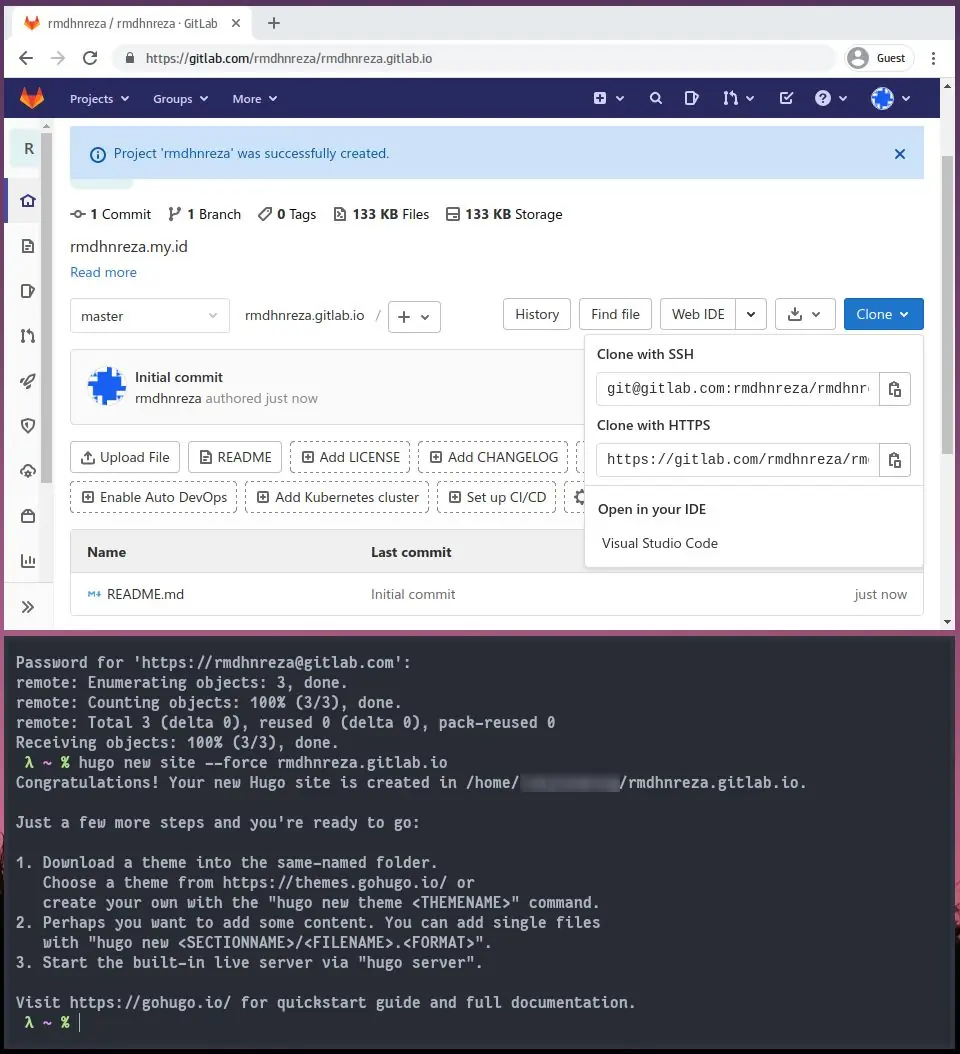 rmdhnreza / rmdhnreza · GitLab
https://gitlab.com/rmdhnreza/rmdhnreza.gitlab.io
Guest
Projects Groups More
R
Project 'rmdhnreza' was successfully created.
1 Commit 1 Branch 0 Tags 133 KB Files 133 KB Storage
rmdhnreza.my.id
Read more
master rmdhnreza.gitlab.io / History Find file Web IDE Clone
Clone with SSH
git@gitlab.com:rmdhnreza/rmdhnr
Clone with HTTPS
https://gitlab.com/rmdhnreza/rm
Open in your IDE
Visual Studio Code
Initial commit
rmdhnreza authored just now
Upload File README Add LICENSE Add CHANGELOG
Enable Auto DevOps Add Kubernetes cluster Set up CI/CD
Name Last commit
README.md Initial commit just now
Password for 'https://rmdhnreza@gitlab.com':
remote: Enumerating objects: 3, done.
remote: Counting objects: 100% (3/3), done.
remote: Total 3 (delta 0), reused 0 (delta 0), pack-reused 0
Receiving objects: 100% (3/3), done.
λ ~ % hugo new site --force rmdhnreza.gitlab.io
Congratulations! Your new Hugo site is created in /home/ /rmdhnreza.gitlab.io.
Just a few more steps and you're ready to go:
1. Download a theme into the same-named folder.
Choose a theme from https://themes.gohugo.io/ or
create your own with the "hugo new theme <THEMENAME>" command.
2. Perhaps you want to add some content. You can add single files
with "hugo new <SECTIONNAME>/<FILENAME>.<FORMAT>".
3. Start the built-in live server via "hugo server".
Visit https://gohugo.io/ for quickstart guide and full documentation.
λ ~ %